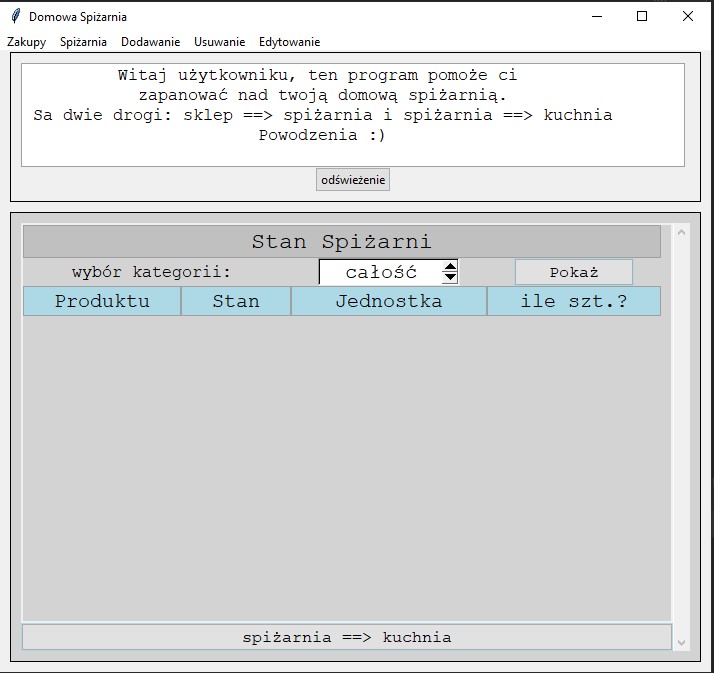 Domowa Spiżarnia
Zakupy Spiżarnia Dodawanie Usuwanie Edytowanie
Witaj użytkowniku, ten program pomoże ci
zapanować nad twoją domową spiżarnią.
Sa dwie drogi: sklep ==> spiżarnia i spiżarnia ==> kuchnia
Powodzenia :)
odświeżenie
Stan Spiżarni
wybór kategorii: całość Pokaż
Produktu Stan Jednostka ile szt.?
spiżarnia ==> kuchnia